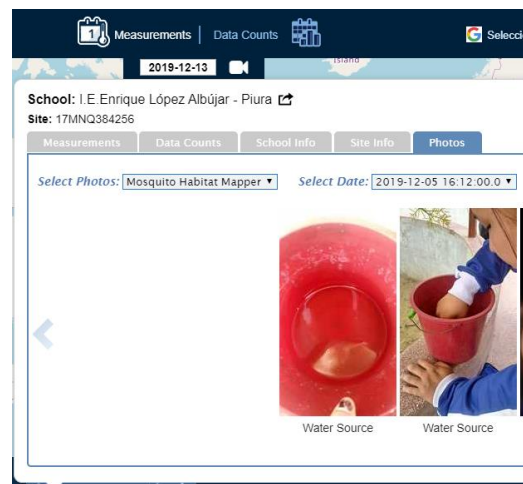 1 Measurements | Data Counts
G Selecci
Island
2019-12-13
School: I.E.Enrique López Albújar - Piura
Site: 17MNQ384256
Measurements Data Counts School Info Site Info Photos
Select Photos: Mosquito Habitat Mapper Select Date: 2019-12-05 16:12:00.0
Water Source Water Source